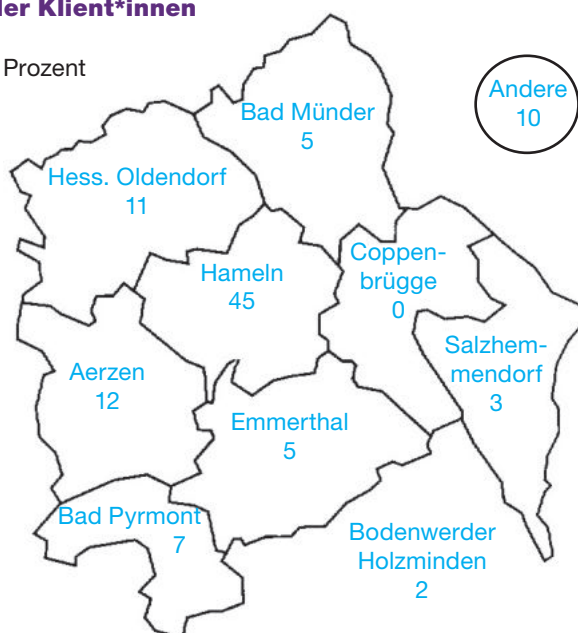 der Klient*innen
Prozent
Andere
10
Bad Münder
5
Hess. Oldendorf
11
Hameln
45
Coppen-
brügge
0
Salzhem-
mendorf
3
Aerzen
12
Emmerthal
5
Bad Pyrmont
7
Bodenwerder
Holzminden
2